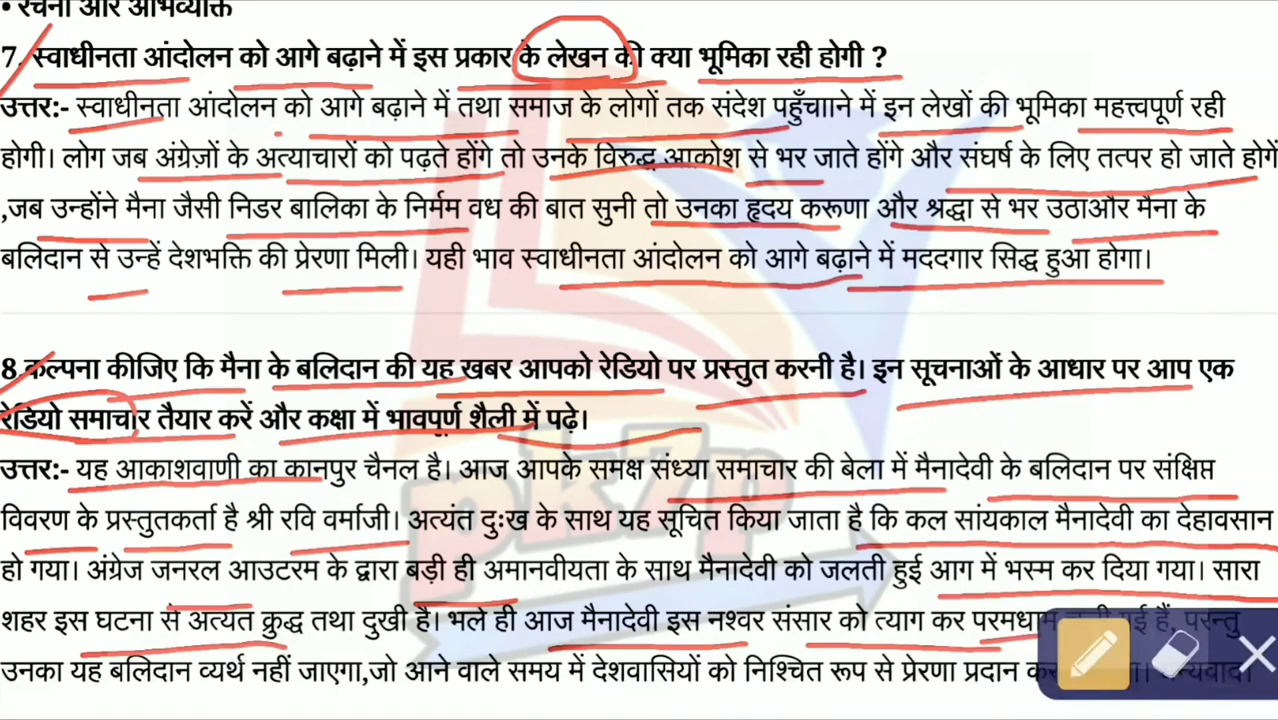 • रचना और अभिव्यक्ति
7. स्वाधीनता आंदोलन को आगे बढ़ाने में इस प्रकार के लेखन की क्या भूमिका रही होगी ?
उत्तर:- स्वाधीनता आंदोलन को आगे बढ़ाने में तथा समाज के लोगों तक संदेश पहुँचााने में इन लेखों की भूमिका महत्त्वपूर्ण रही
होगी। लोग जब अंग्रेज़ों के अत्याचारों को पढ़ते होंगे तो उनके विरुद्ध आक्रोश से भर जाते होंगे और संघर्ष के लिए तत्पर हो जाते होगें
,जब उन्होंने मैना जैसी निडर बालिका के निर्मम वध की बात सुनी तो उनका हृदय करूणा और श्रद्धा से भर उठाऔर मैना के
बलिदान से उन्हें देशभक्ति की प्रेरणा मिली। यही भाव स्वाधीनता आंदोलन को आगे बढ़ाने में मददगार सिद्ध हुआ होगा।
8.कल्पना कीजिए कि मैना के बलिदान की यह खबर आपको रेडियो पर प्रस्तुत करनी है। इन सूचनाओं के आधार पर आप एक
रेडियो समाचार तैयार करें और कक्षा में भावपूर्ण शैली में पढ़े।
उत्तर:- यह आकाशवाणी का कानपुर चैनल है। आज आपके समक्ष संध्या समाचार की बेला में मैनादेवी के बलिदान पर संक्षिप्त
विवरण के प्रस्तुतकर्ता है श्री रवि वर्माजी। अत्यंत दुःख के साथ यह सूचित किया जाता है कि कल सांयकाल मैनादेवी का देहावसान
हो गया। अंग्रेज जनरल आउटरम के द्वारा बड़ी ही अमानवीयता के साथ मैनादेवी को जलती हुई आग में भस्म कर दिया गया। सारा
शहर इस घटना से अत्यंत क्रुद्ध तथा दुखी है। भले ही आज मैनादेवी इस नश्वर संसार को त्याग कर परमधाम गई हैं, परन्तु
उनका यह बलिदान व्यर्थ नहीं जाएगा,जो आने वाले समय में देशवासियों को निश्चित रूप से प्रेरणा प्रदान